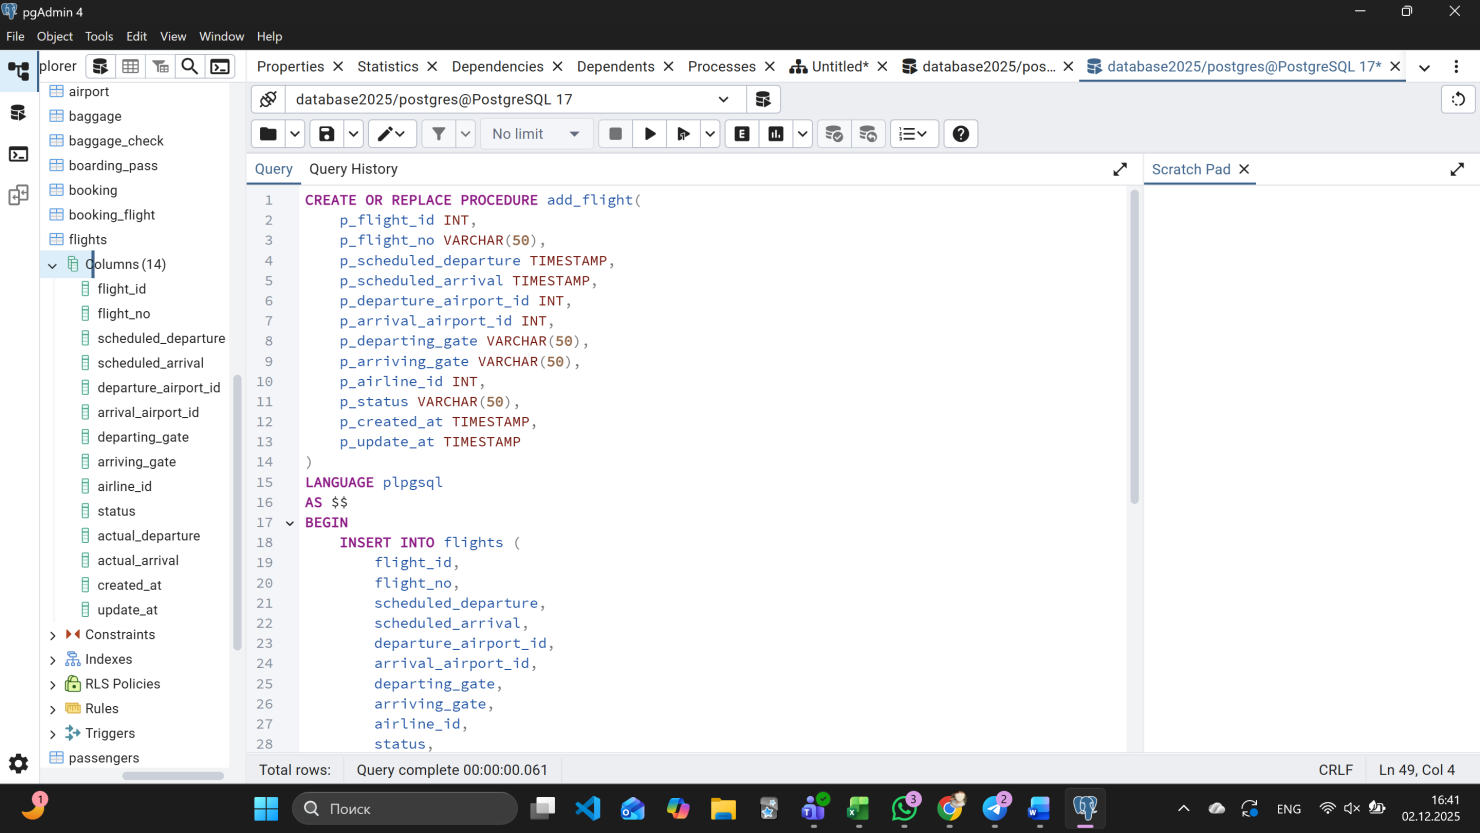 pgAdmin 4
File Object Tools Edit View Window Help
plorer
Properties Statistics Dependencies Dependents Processes Untitled* database2025/pos... database2025/postgres@PostgreSQL 17*
database2025/postgres@PostgreSQL 17
No limit
E
Query Query History
Scratch Pad
airport
baggage
baggage_check
boarding_pass
booking
booking_flight
flights
Columns (14)
flight_id
flight_no
scheduled_departure
scheduled_arrival
departure_airport_id
arrival_airport_id
departing_gate
arriving_gate
airline_id
status
actual_departure
actual_arrival
created_at
update_at
Constraints
Indexes
RLS Policies
Rules
Triggers
passengers
1 CREATE OR REPLACE PROCEDURE add_flight(
2 p_flight_id INT,
3 p_flight_no VARCHAR(50),
4 p_scheduled_departure TIMESTAMP,
5 p_scheduled_arrival TIMESTAMP,
6 p_departure_airport_id INT,
7 p_arrival_airport_id INT,
8 p_departing_gate VARCHAR(50),
9 p_arriving_gate VARCHAR(50),
10 p_airline_id INT,
11 p_status VARCHAR(50),
12 p_created_at TIMESTAMP,
13 p_update_at TIMESTAMP
14 )
15 LANGUAGE plpgsql
16 AS $$
17 BEGIN
18 INSERT INTO flights (
19 flight_id,
20 flight_no,
21 scheduled_departure,
22 scheduled_arrival,
23 departure_airport_id,
24 arrival_airport_id,
25 departing_gate,
26 arriving_gate,
27 airline_id,
28 status,
Total rows: Query complete 00:00:00.061 CRLF Ln 49, Col 4
1
Поиск
3
2
ENG
16:41
02.12.2025